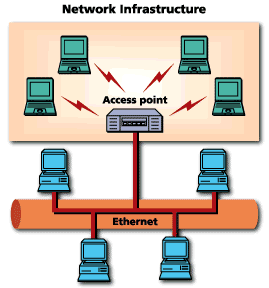 Network Infrastructure
Access point
Ethernet